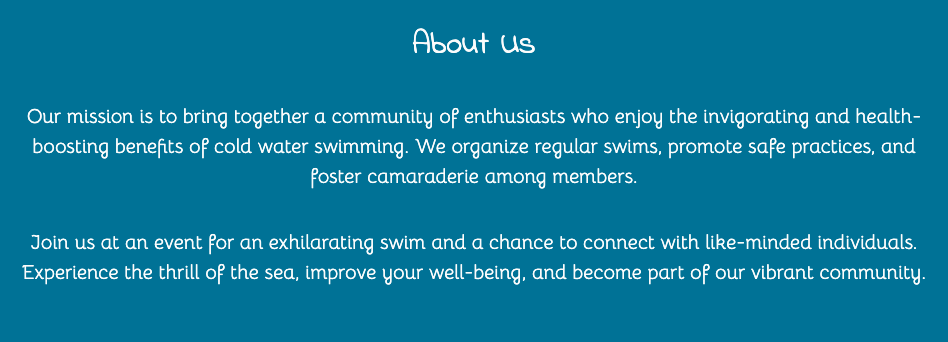 About Us
Our mission is to bring together a community of enthusiasts who enjoy the invigorating and health-
boosting benefits of cold water swimming. We organize regular swims, promote safe practices, and
foster camaraderie among members.
Join us at an event for an exhilarating swim and a chance to connect with like-minded individuals.
Experience the thrill of the sea, improve your well-being, and become part of our vibrant community.